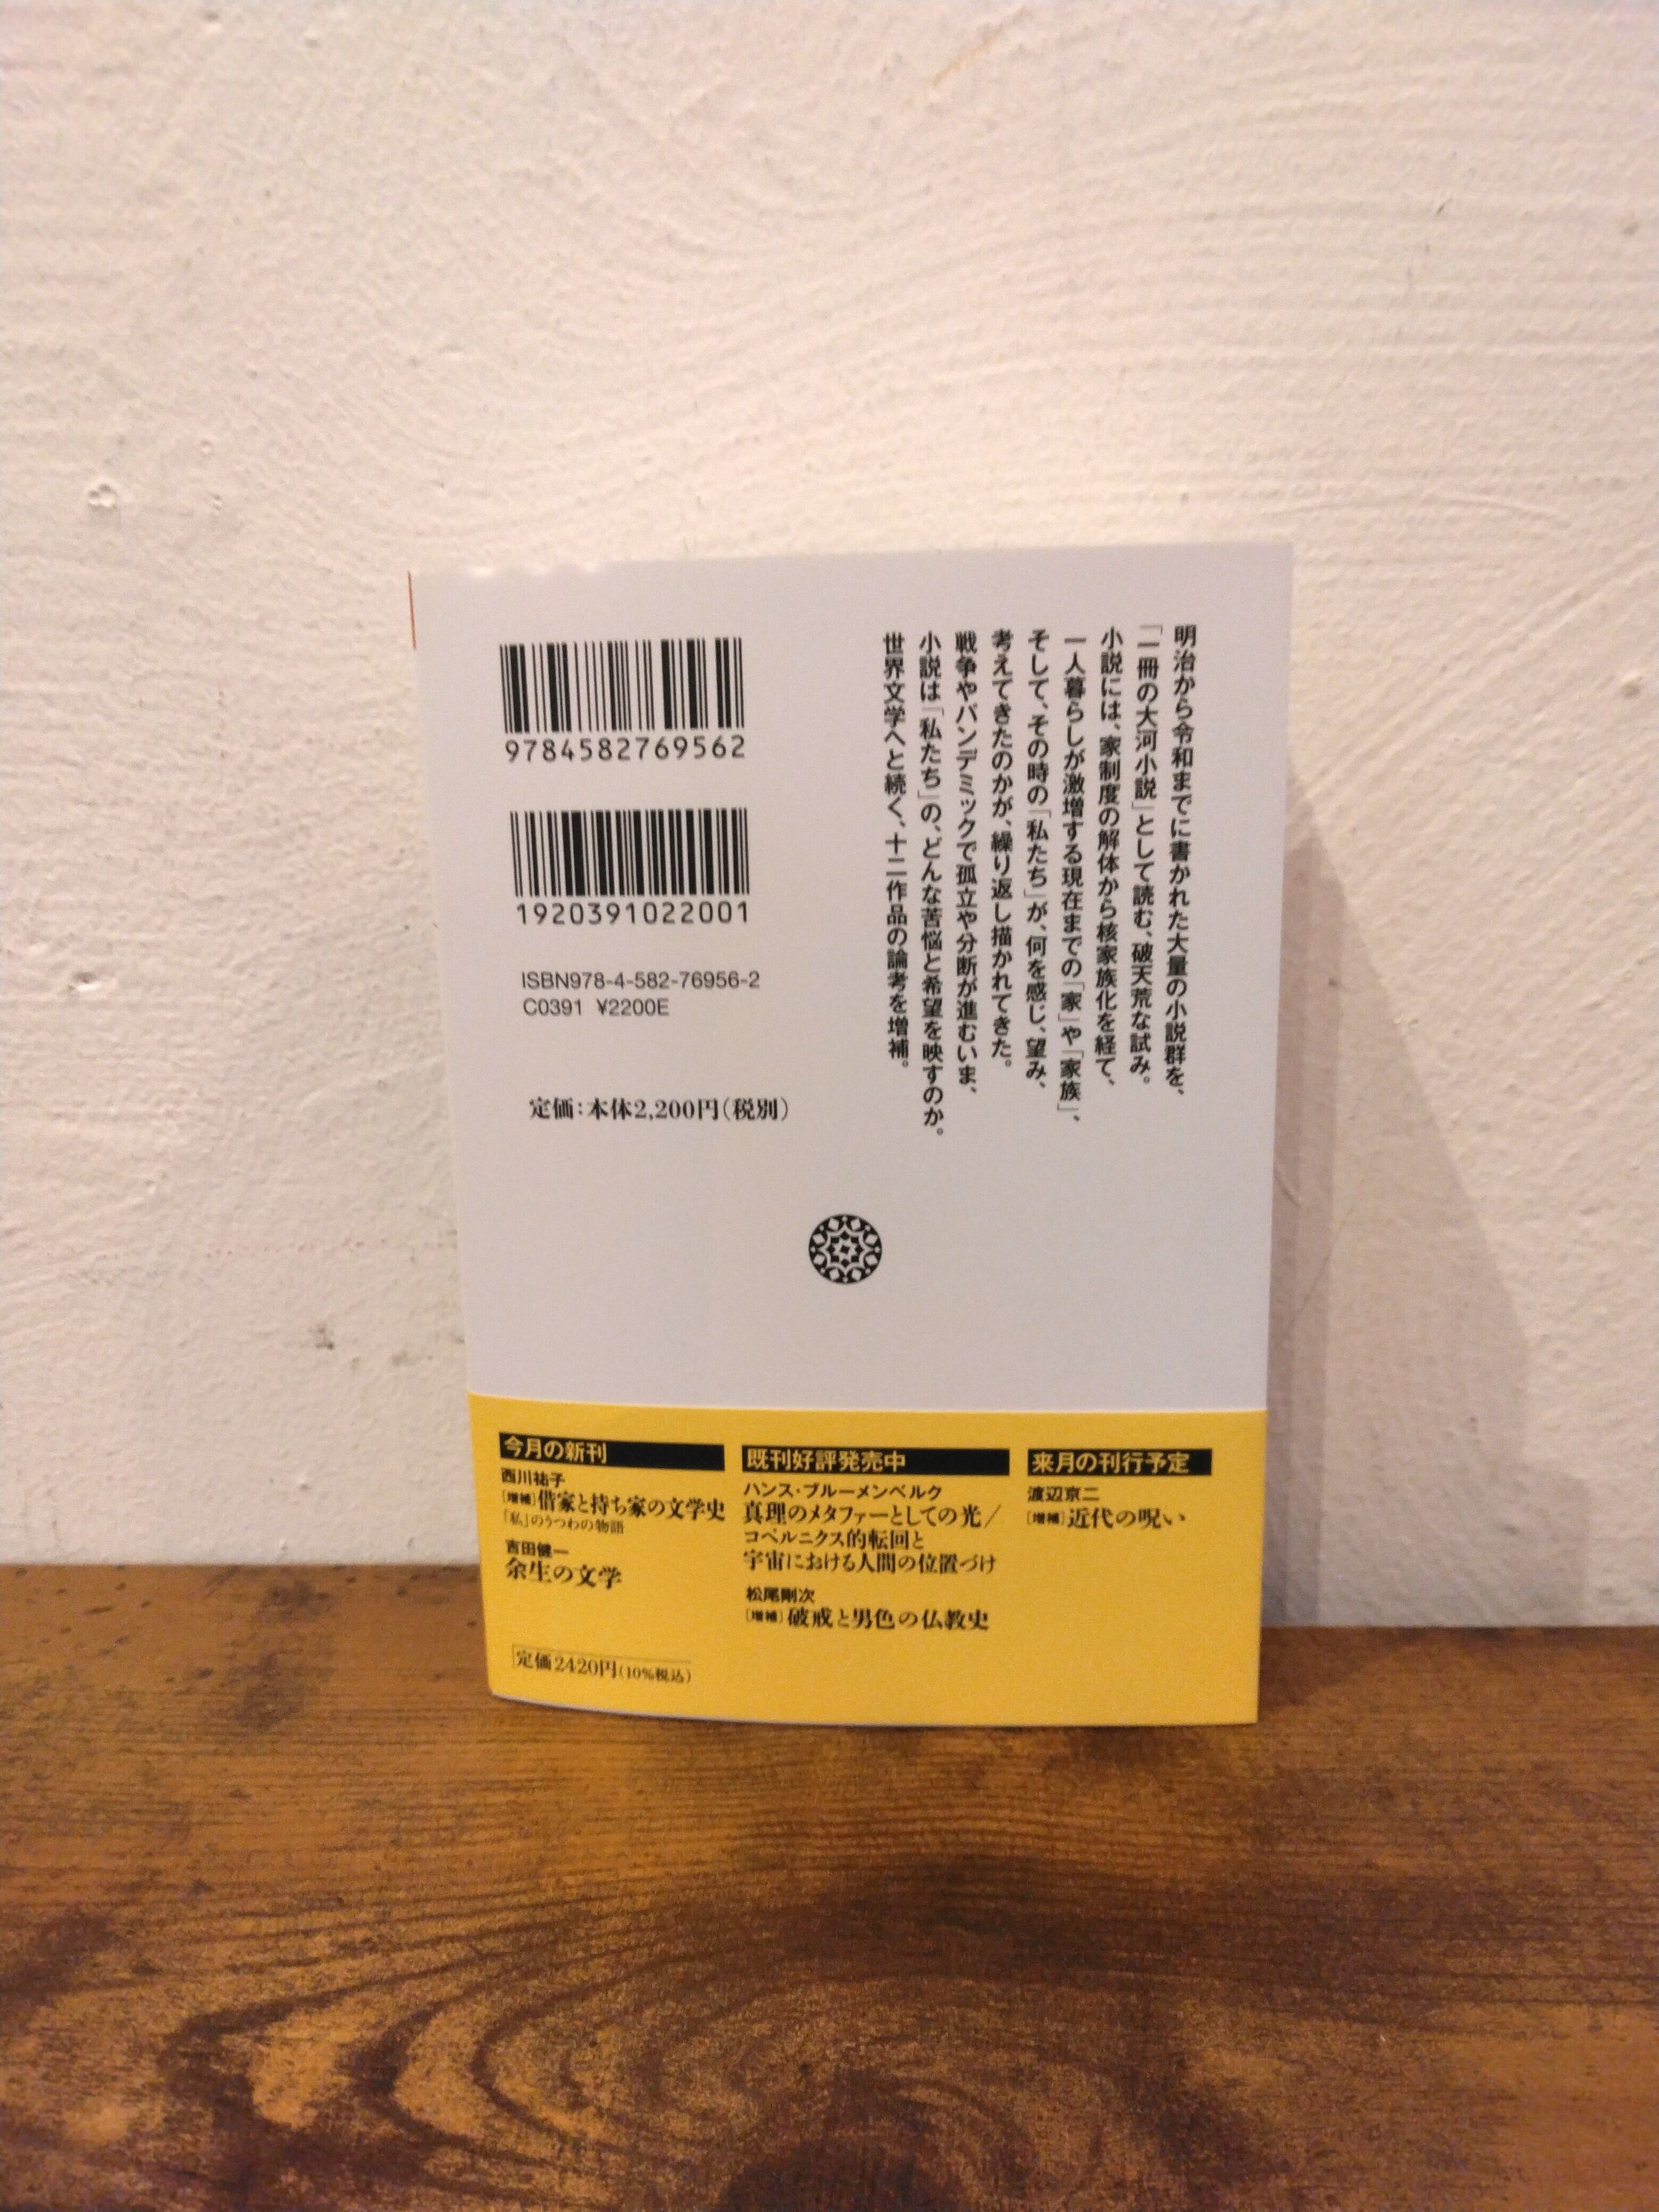 明治から令和までに書かれた大量の小説群を、
「一冊の大河小説」として読む、破天荒な試み。
小説には、家制度の解体から核家族化を経て、
一人暮らしが激増する現在までの「家」や「家族」、
そして、その時の「私たち」が、何を感じ、望み、
考えてきたのかが、繰り返し描かれてきた。
戦争やパンデミックで孤立や分断が進むいま、
小説は「私たち」の、どんな苦悩と希望を映すのか。
世界文学へと続く、十二作品の論考を増補。
9784582769562
1920391022001
ISBN978-4-582-76956-2
C0391 ¥2200E
定価:本体2,200円(税別)
今月の新刊
西川祐子
[増補]借家と持ち家の文学史
「私」のうつわの物語
吉田健一
余生の文学
定価2420円(10%税込)
既刊好評発売中
ハンス・ブルーメンベルク
真理のメタファーとしての光/
コペルニクス的転回と
宇宙における人間の位置づけ
松尾剛次
[増補]破戒と男色の仏教史
来月の刊行予定
渡辺京二
[増補]近代の呪い